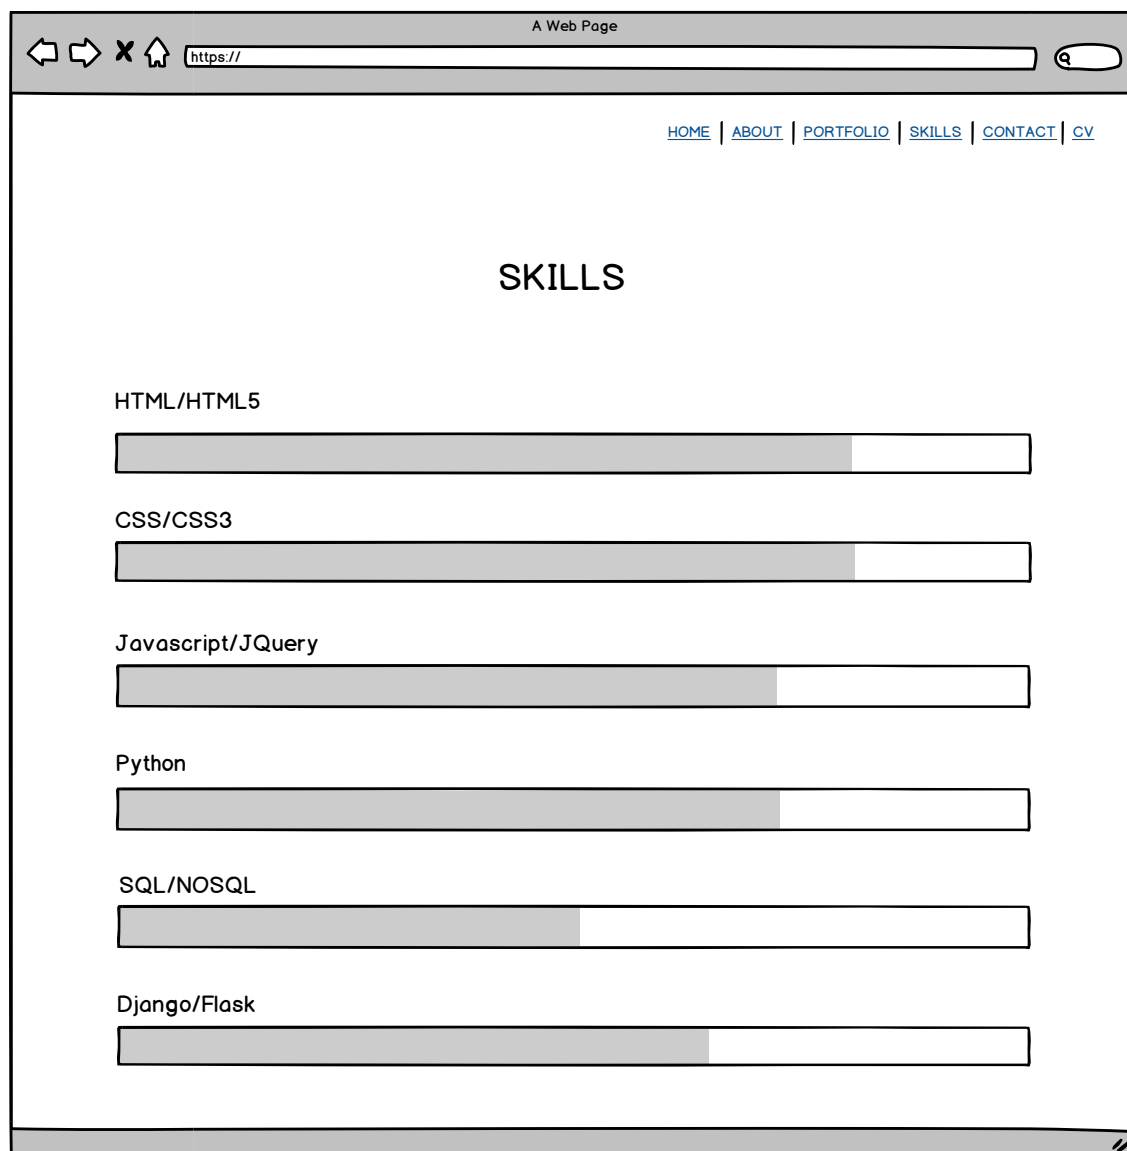 A Web Page
https://
HOME | ABOUT | PORTFOLIO | SKILLS | CONTACT | CV
SKILLS
HTML/HTML5
CSS/CSS3
Javascript/JQuery
Python
SQL/NOSQL
Django/Flask